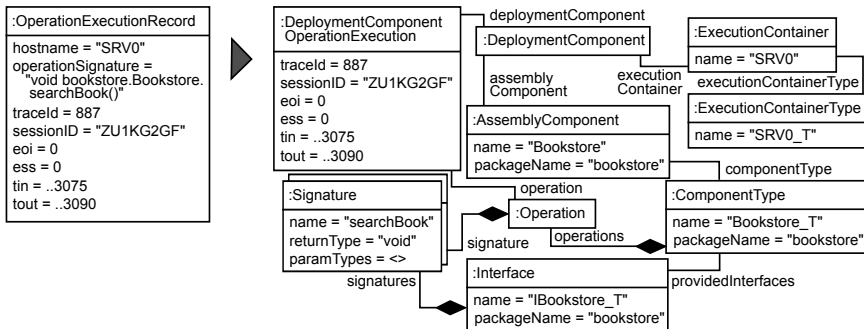 :OperationExecutionRecord
hostname = "SRV0"
operationSignature =
"void bookstore.Bookstore.
searchBook()"
traceId = 887
sessionID = "ZU1KG2GF"
eoi = 0
ess = 0
tin = ..3075
tout = ..3090
:DeploymentComponent
OperationExecution
traceId = 887
sessionID = "ZU1KG2GF"
eoi = 0
ess = 0
tin = ..3075
tout = ..3090
deploymentComponent
:DeploymentComponent
assembly
Component
execution
Container
:ExecutionContainer
name = "SRV0"
executionContainerType
:ExecutionContainerType
name = "SRV0_T"
:AssemblyComponent
name = "Bookstore"
packageName = "bookstore"
componentType
:Signature
name = "searchBook"
returnType = "void"
paramTypes = <>
operation
:Operation
signature
operations
:ComponentType
name = "Bookstore_T"
packageName = "bookstore"
signatures
:Interface
name = "IBookstore_T"
packageName = "bookstore"
providedInterfaces